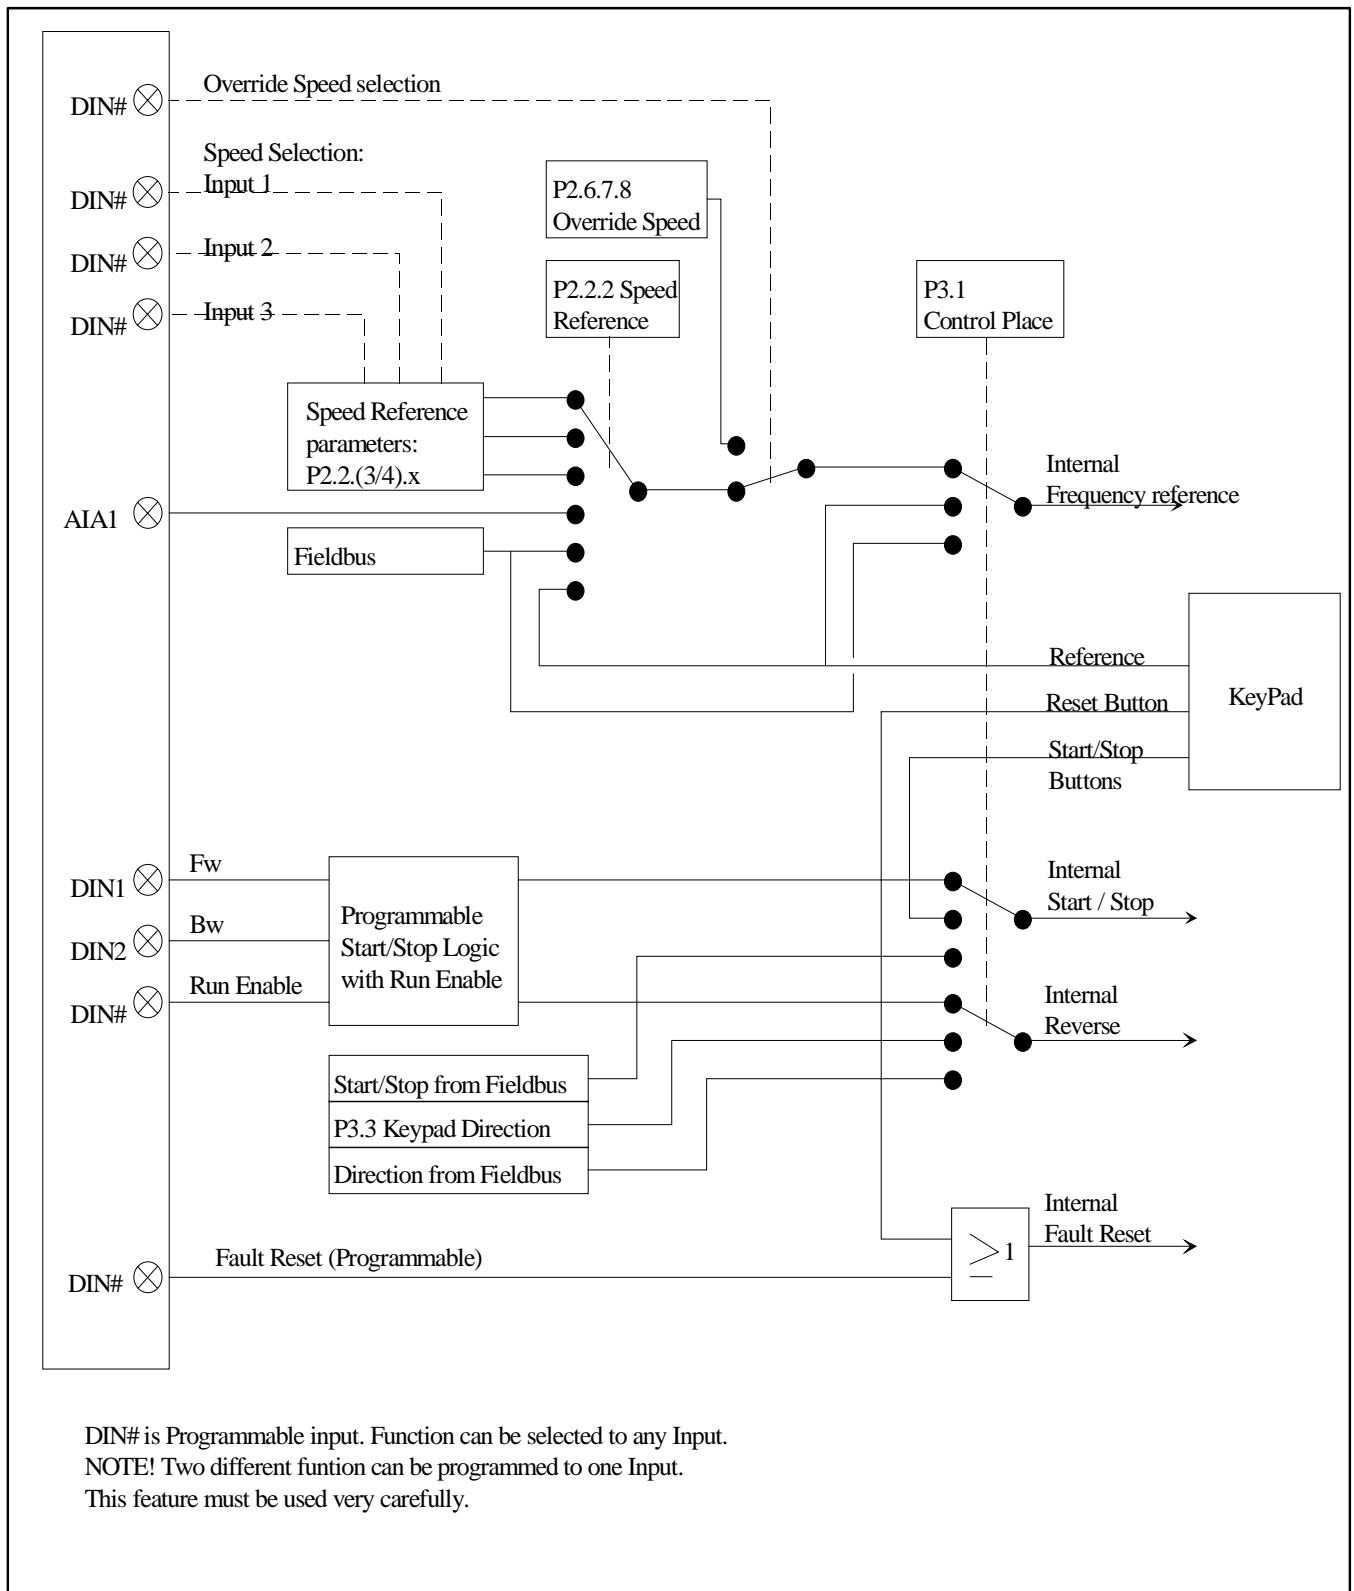 Override Speed selection
DIN#
Speed Selection:
Input 1
DIN#
Input 2
DIN#
Input 3
DIN#
P2.6.7.8
Override Speed
P2.2.2 Speed
Reference
P3.1
Control Place
Speed Reference
parameters:
P2.2.(3/4).x
AIA1
Fieldbus
Internal
Frequency reference
Reference
Reset Button
Start/Stop
Buttons
KeyPad
Fw
DIN1
Bw
DIN2
Run Enable
DIN#
Programmable
Start/Stop Logic
with Run Enable
Internal
Start / Stop
Internal
Reverse
Start/Stop from Fieldbus
P3.3 Keypad Direction
Direction from Fieldbus
Internal
Fault Reset
≥1
Fault Reset (Programmable)
DIN#
DIN# is Programmable input. Function can be selected to any Input.
NOTE! Two different funtion can be programmed to one Input.
This feature must be used very carefully.